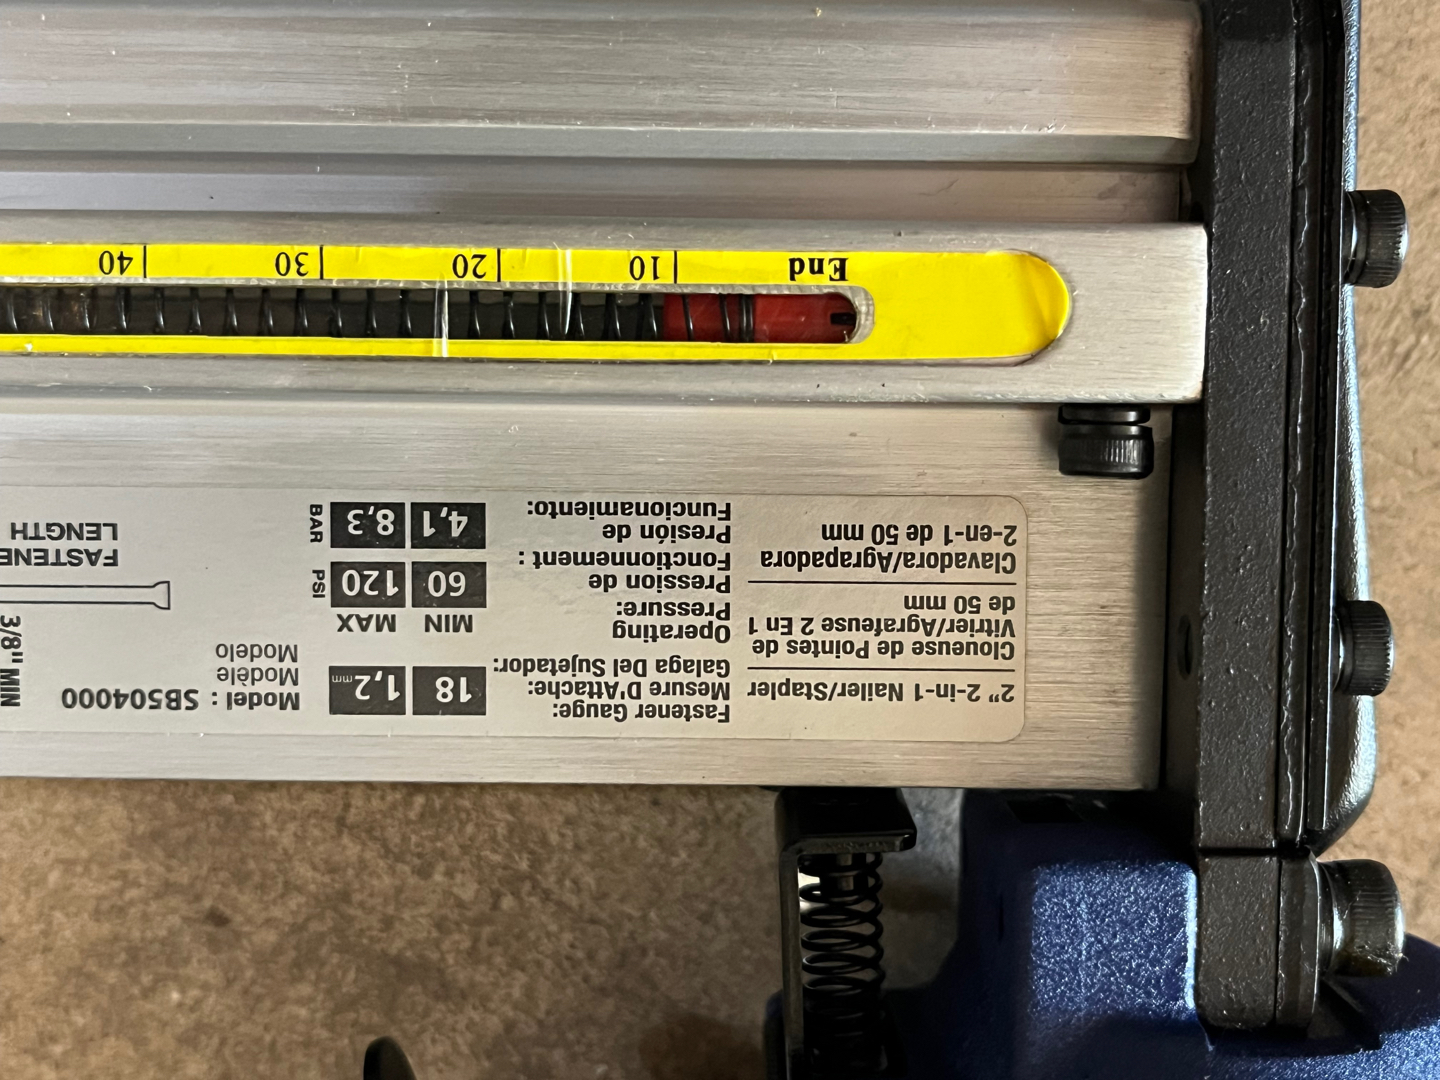 2" 2-in-1 Nailer/Stapler
Cloueuse de Pointes de
Vitrier/Agrafeuse 2 En 1
de 50 mm
Clavadora/Agrapadora
2-en-1 de 50 mm
Fastener Gauge:
Mesure D'Attache:
Galaga Del Sujetador:
18 1,2 mm
Operating
Pressure:
Pression de
Fonctionnement :
Presión de
Funcionamiento:
MIN MAX
60 120 PSI
4,1 8,3 BAR
Model : SB504000
Modèle
Modelo
3/8" MIN
FASTENE
LENGTH
End 10 20 30 40